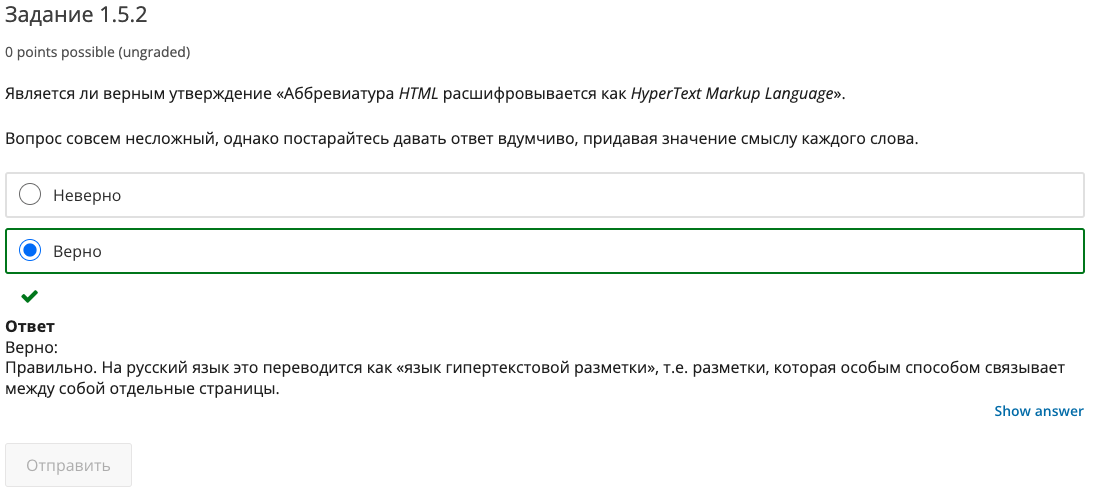 Задание 1.5.2
0 points possible (ungraded)
Является ли верным утверждение «Аббревиатура HTML расшифровывается как HyperText Markup Language».
Вопрос совсем несложный, однако постарайтесь давать ответ вдумчиво, придавая значение смыслу каждого слова.
Неверно
Верно
Ответ
Верно:
Правильно. На русский язык это переводится как «язык гипертекстовой разметки», т.е. разметки, которая особым способом связывает
между собой отдельные страницы.
Show answer
Отправить